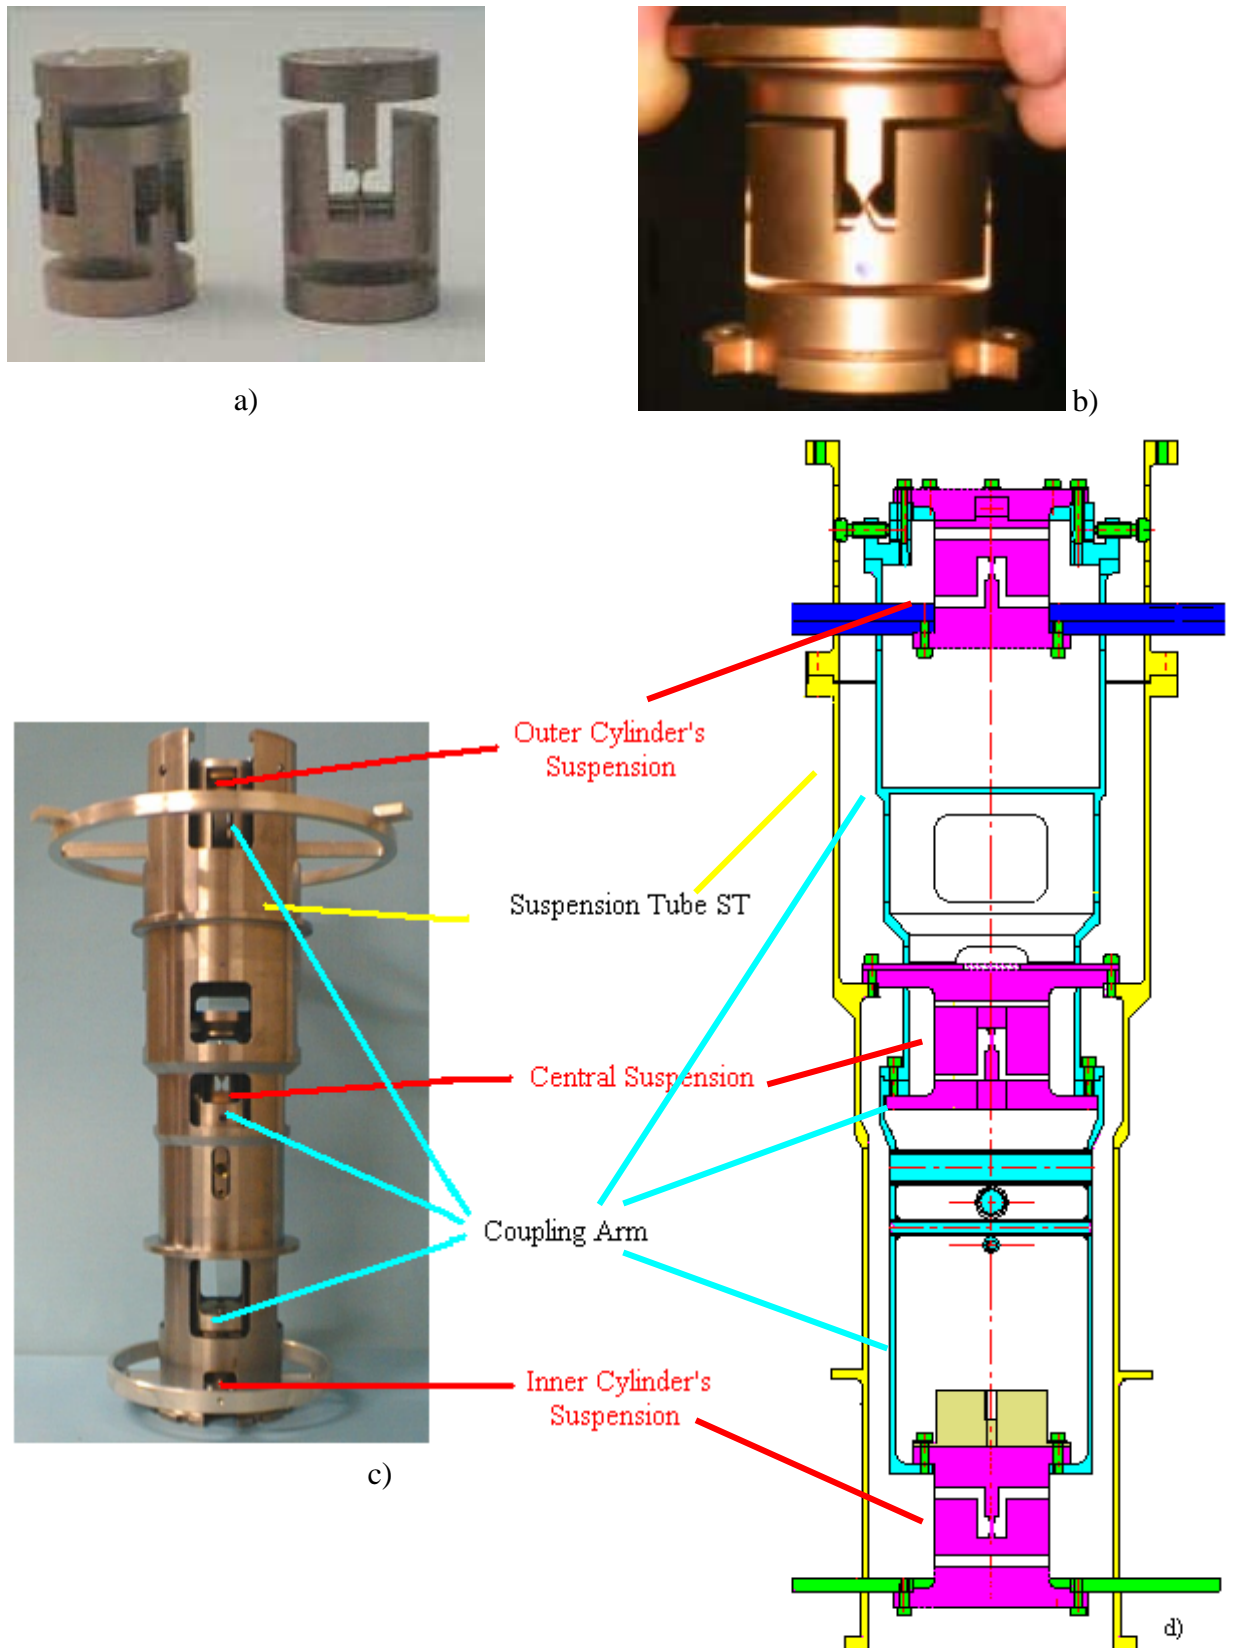 a)
b)
Outer Cylinder's
Suspension
Suspension Tube ST
Central Suspension
Coupling Arm
Inner Cylinder's
Suspension
c)
d)